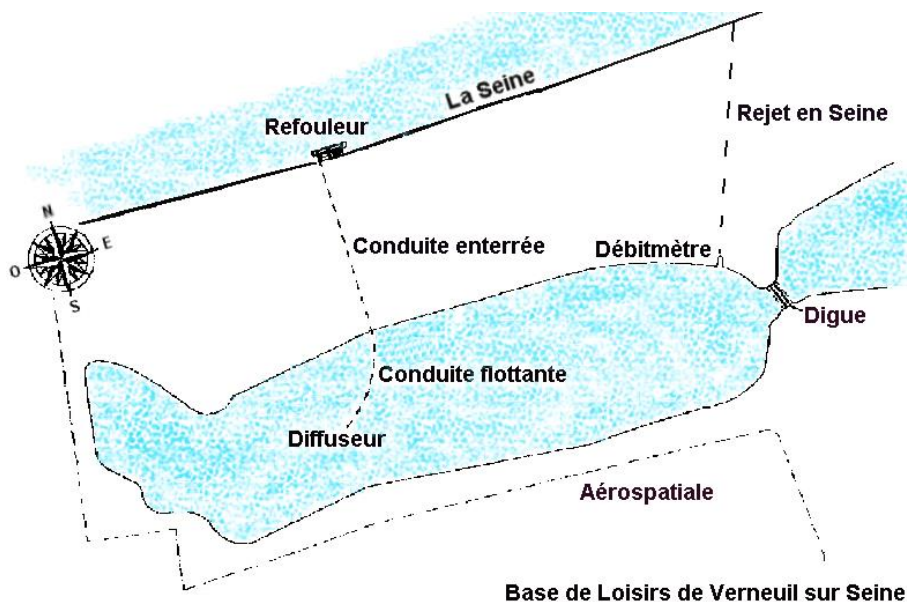 La Seine
Refouleur
Rejet en Seine
N
E
O
S
Conduite enterrée
Débitmètre
Digue
Conduite flottante
Diffuseur
Aérospatiale
Base de Loisirs de Verneuil sur Seine